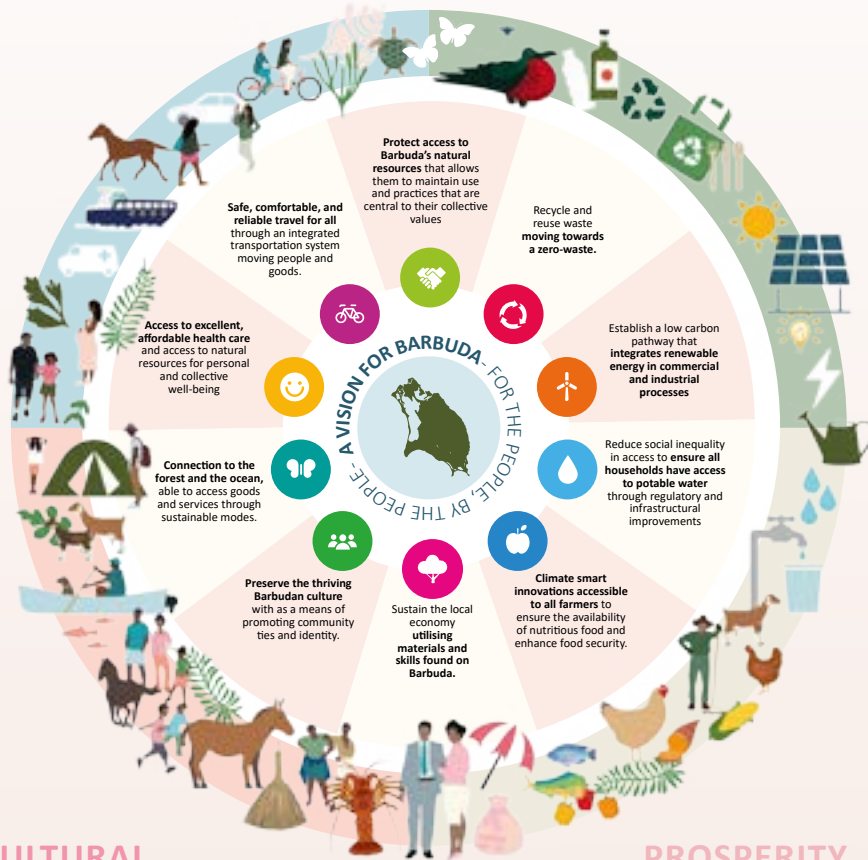 Protect access to
Barbuda's natural
resources that allows
them to maintain use
and practices that are
central to their collective
values
Recycle and
reuse waste
moving towards
a zero-waste.
Establish a low carbon
pathway that
integrates renewable
energy in commercial
and industrial
processes
Reduce social inequality
in access to ensure all
households have access
to potable water
through regulatory and
infrastructural
improvements
Climate smart
innovations accessible
to all farmers to
ensure the availability
of nutritious food and
enhance food security.
Sustain the local
economy
utilising
materials and
skills found on
Barbuda.
Preserve the thriving
Barbudan culture
with as a means of
promoting community
ties and identity.
Connection to the
forest and the ocean,
able to access goods
and services through
sustainable modes.
Access to excellent,
affordable health care
and access to natural
resources for personal
and collective
well-being
Safe, comfortable, and
reliable travel for all
through an integrated
transportation system
moving people and
goods.
A VISION FOR BARBUDA - FOR THE PEOPLE, BY THE PEOPLE -
ULTURAL
PROSPERITY